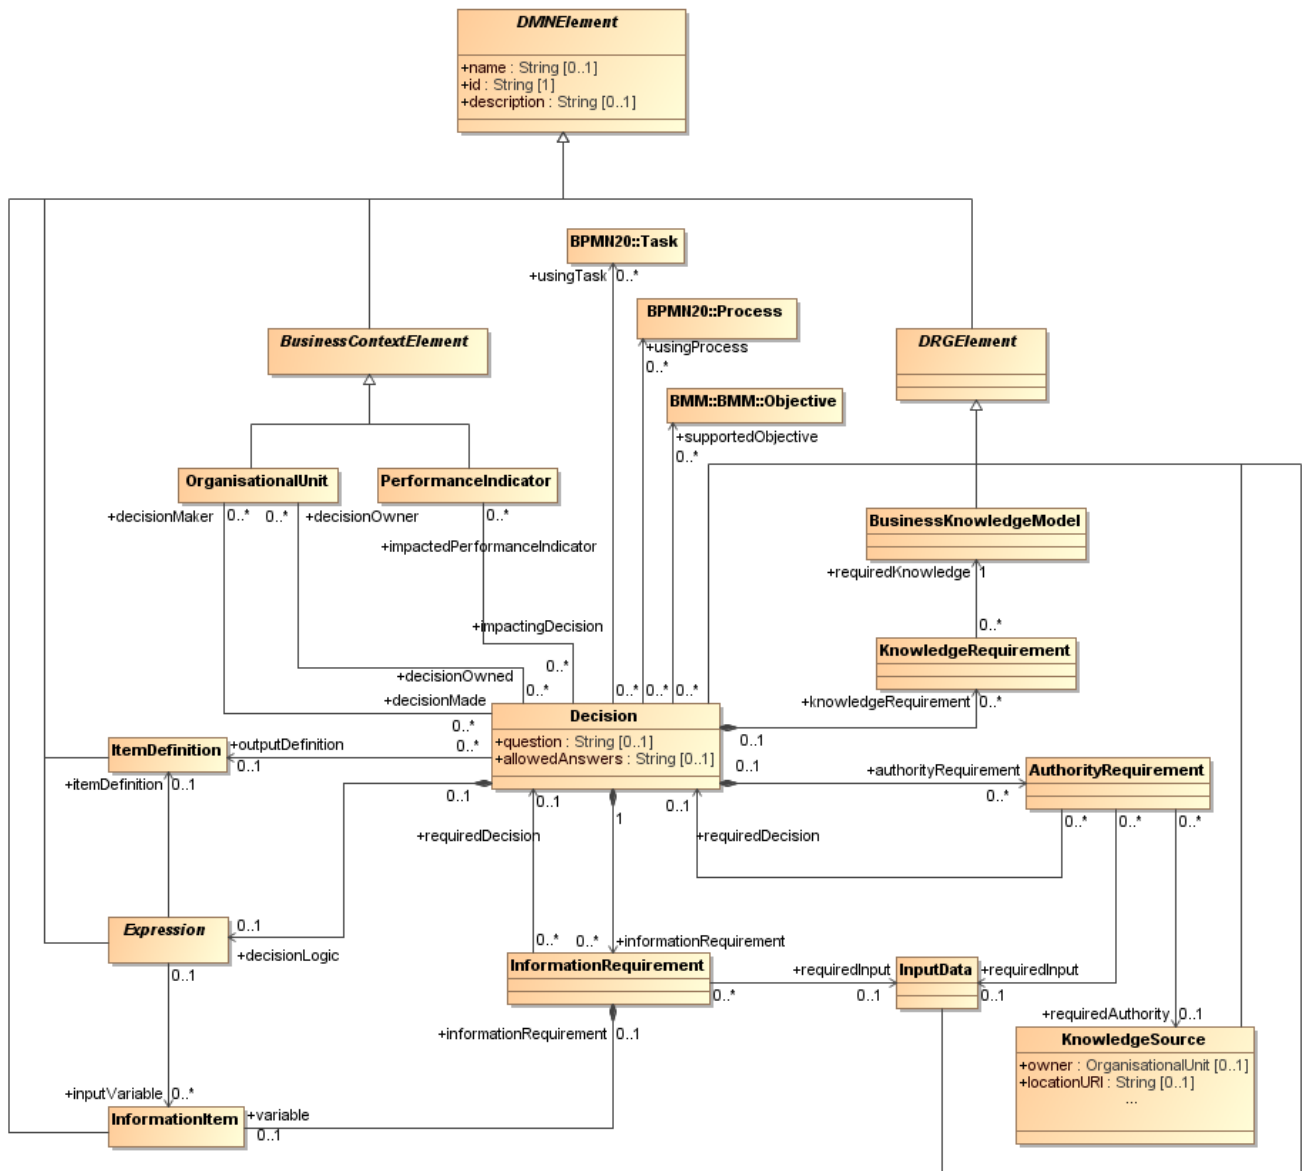 DMNElement
+name : String [0..1]
+id : String [1]
+description : String [0..1]
BPMN20::Task
+usingTask
0..*
BPMN20::Process
+usingProcess
0..*
BusinessContextElement
DRGElement
BMM::BMM::Objective
+supportedObjective
0..*
OrganisationalUnit
PerformanceIndicator
+decisionMaker
0..*
0..*
+decisionOwner
0..*
+impactedPerformanceIndicator
BusinessKnowledgeModel
+requiredKnowledge
1
+impactingDecision
0..*
0..*
KnowledgeRequirement
+decisionOwned
0..*
0..*
0..*
0..*
+decisionMade
0..*
+knowledgeRequirement
0..*
Decision
+question : String [0..1]
+allowedAnswers : String [0..1]
0..1
ItemDefinition
+outputDefinition
0..1
0..*
0..1
+authorityRequirement
0..*
AuthorityRequirement
+itemDefinition
0..1
0..1
0..1
1
0..1
0..*
0..*
0..*
+requiredDecision
+requiredDecision
Expression
0..1
+decisionLogic
0..1
0..*
0..*
+informationRequirement
InformationRequirement
+requiredInput
0..*
0..1
InputData
+requiredInput
0..1
+informationRequirement
0..1
+requiredAuthority
0..1
KnowledgeSource
+owner : OrganisationalUnit [0..1]
+locationURI : String [0..1]
...
+inputVariable
0..*
InformationItem
+variable
0..1